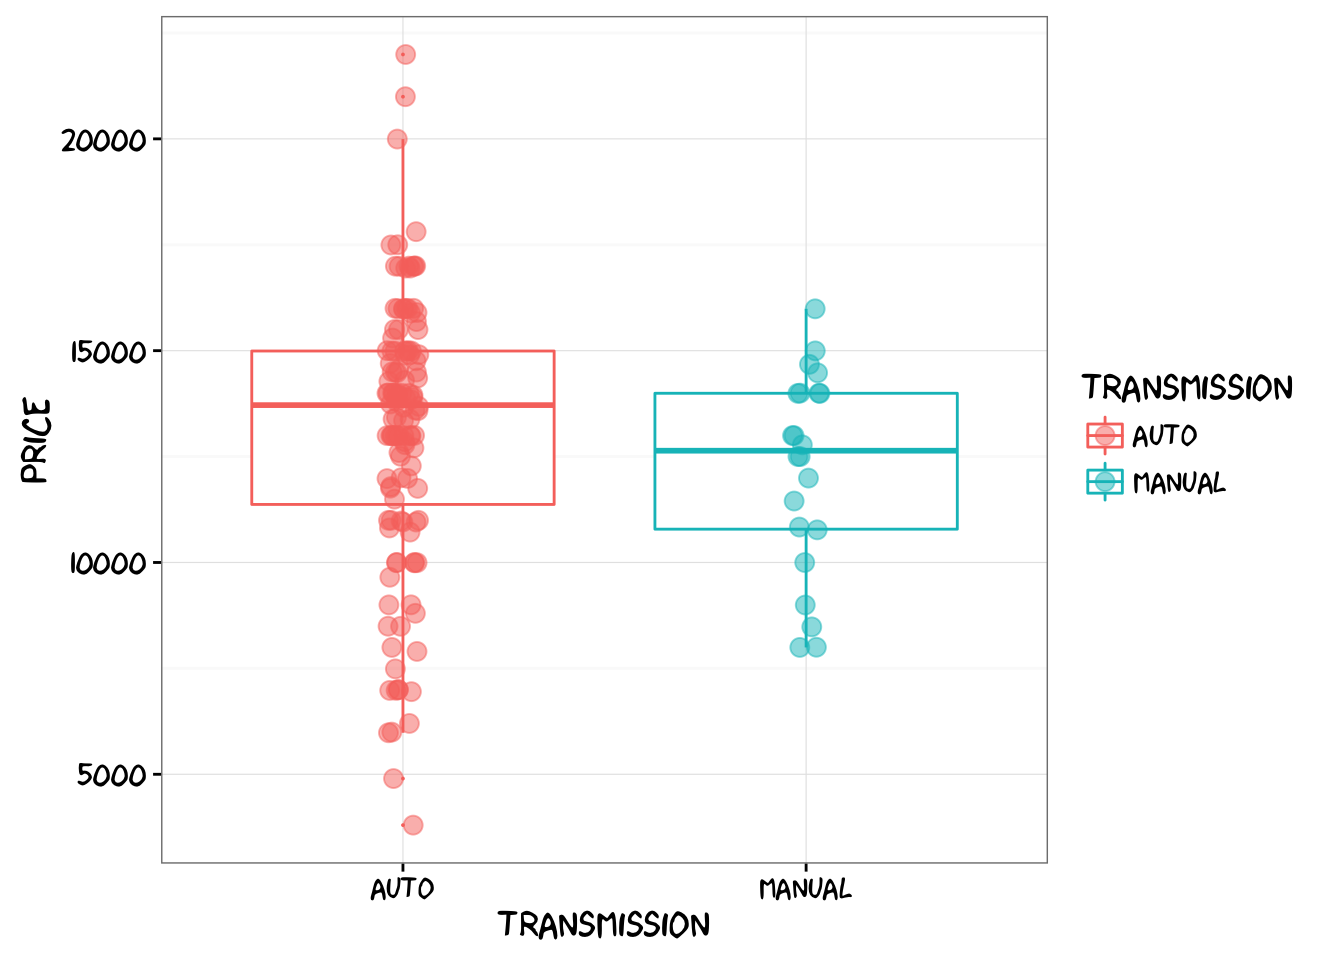 20000
15000
10000
5000
PRICE
AUTO
MANUAL
TRANSMISSION
TRANSMISSION
AUTO
MANUAL